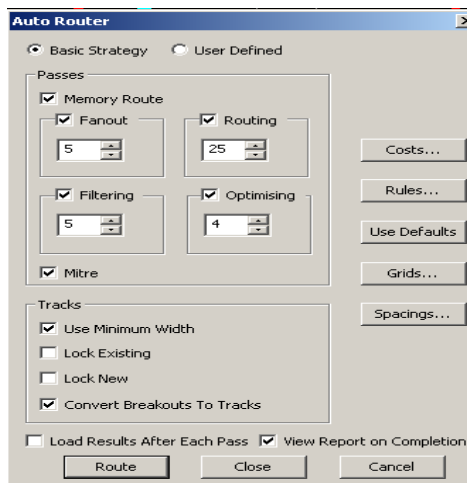 Auto Router
Basic Strategy User Defined
Passes
Memory Route
Fanout Routing
5 25 Costs...
Filtering Optimising Rules...
5 4 Use Defaults
Mitre Grids...
Tracks Spacings...
Use Minimum Width
Lock Existing
Lock New
Convert Breakouts To Tracks
Load Results After Each Pass View Report on Completion
Route Close Cancel